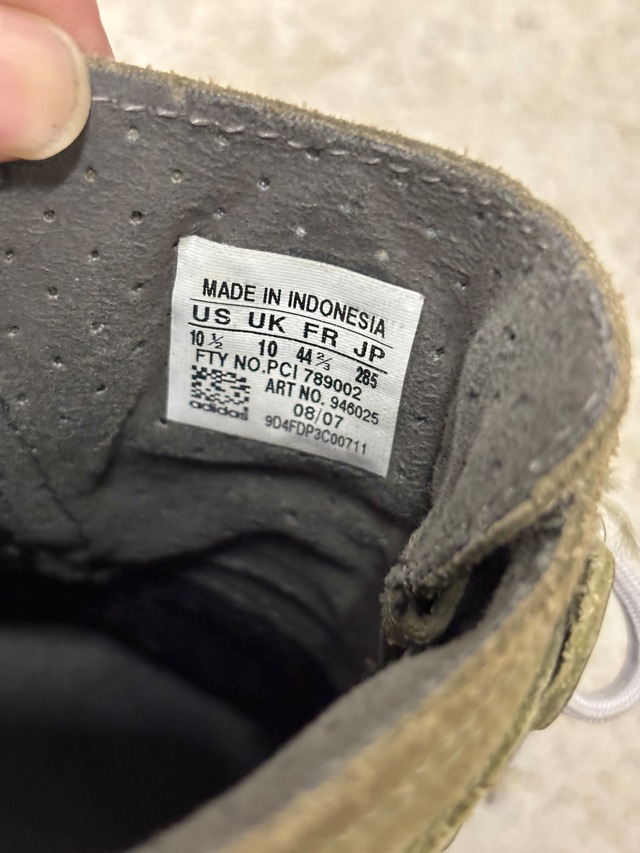 MADE IN INDONESIA
US UK FR JP
10 ½ 10 44 ⅔ 285
FTY NO.PCI 789002
ART NO. 946025
08/07
adidas
9D4FDP3C00711